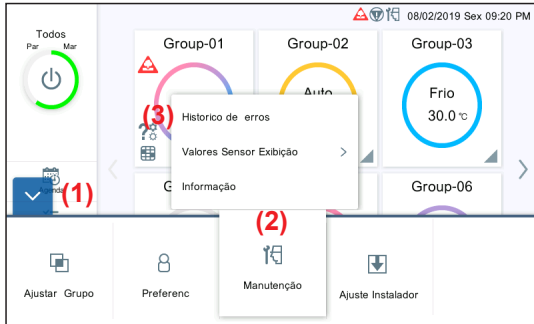 08/02/2019 Sex 09:20 PM
Todos
Par Mar
Group-01
Group-02
Group-03
Auto
Frio
30.0 ℃
(3)
Historico de erros
Valores Sensor Exibição >
Informação
Agenda
(1)
Group-06
(2)
Ajustar Grupo
Preferenc
Manutenção
Ajuste Instalador